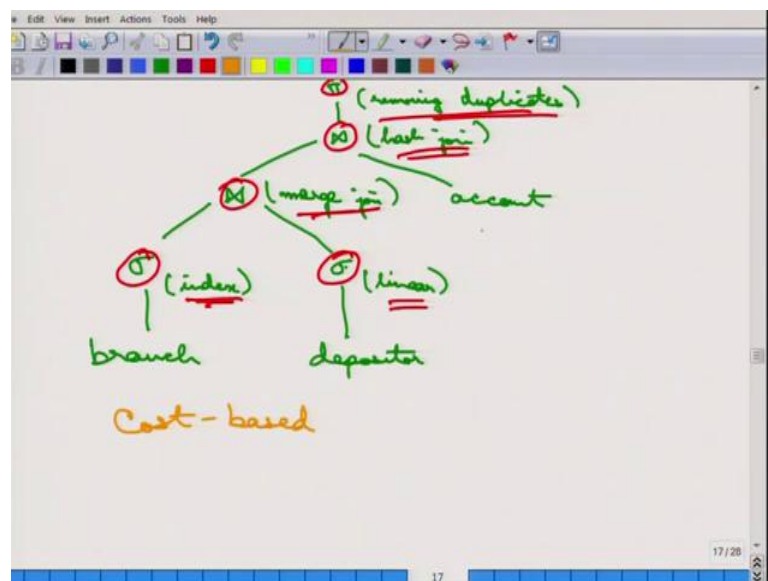 Edit View Insert Actions Tools Help
π (removing duplicates)
⋈ (hash-join)
⋈ (merge-join) account
σ (index) σ (linear)
branch depositor
Cost-based
17/28
17